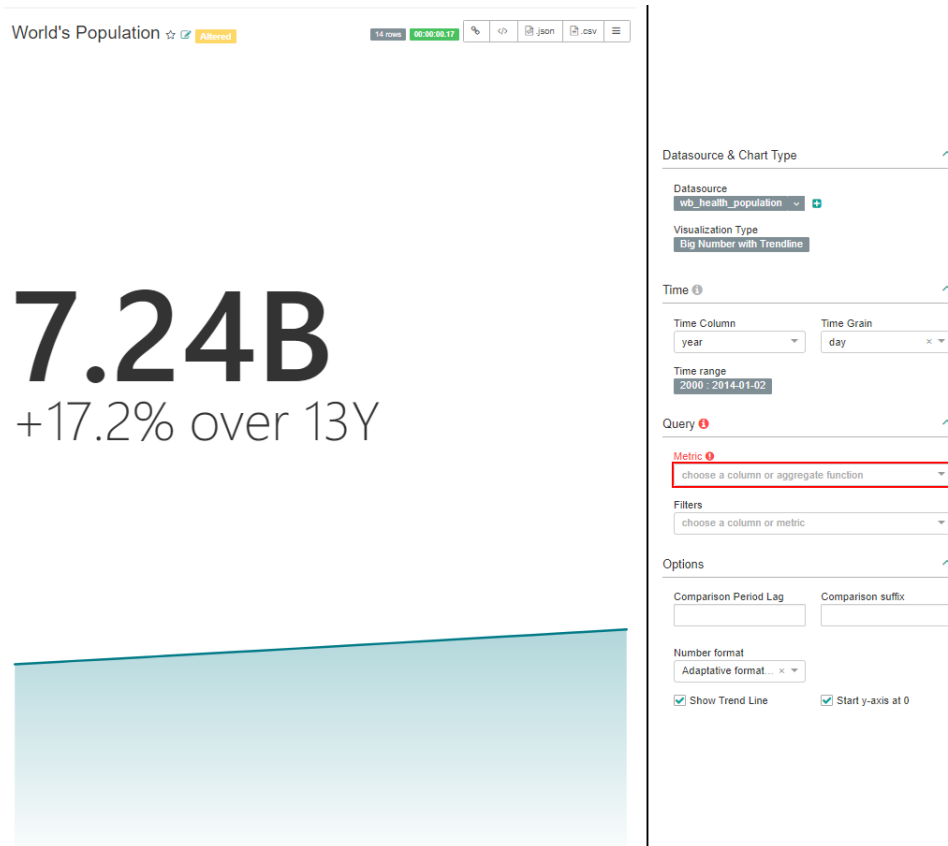 World's Population Altered
14 rows 00:00:00.17 .json .csv
7.24B
+17.2% over 13Y
Datasource & Chart Type
Datasource
wb_health_population
Visualization Type
Big Number with Trendline
Time
Time Column Time Grain
year day
Time range
2000 : 2014-01-02
Query
Metric
choose a column or aggregate function
Filters
choose a column or metric
Options
Comparison Period Lag Comparison suffix
Number format
Adaptative format...
Show Trend Line Start y-axis at 0